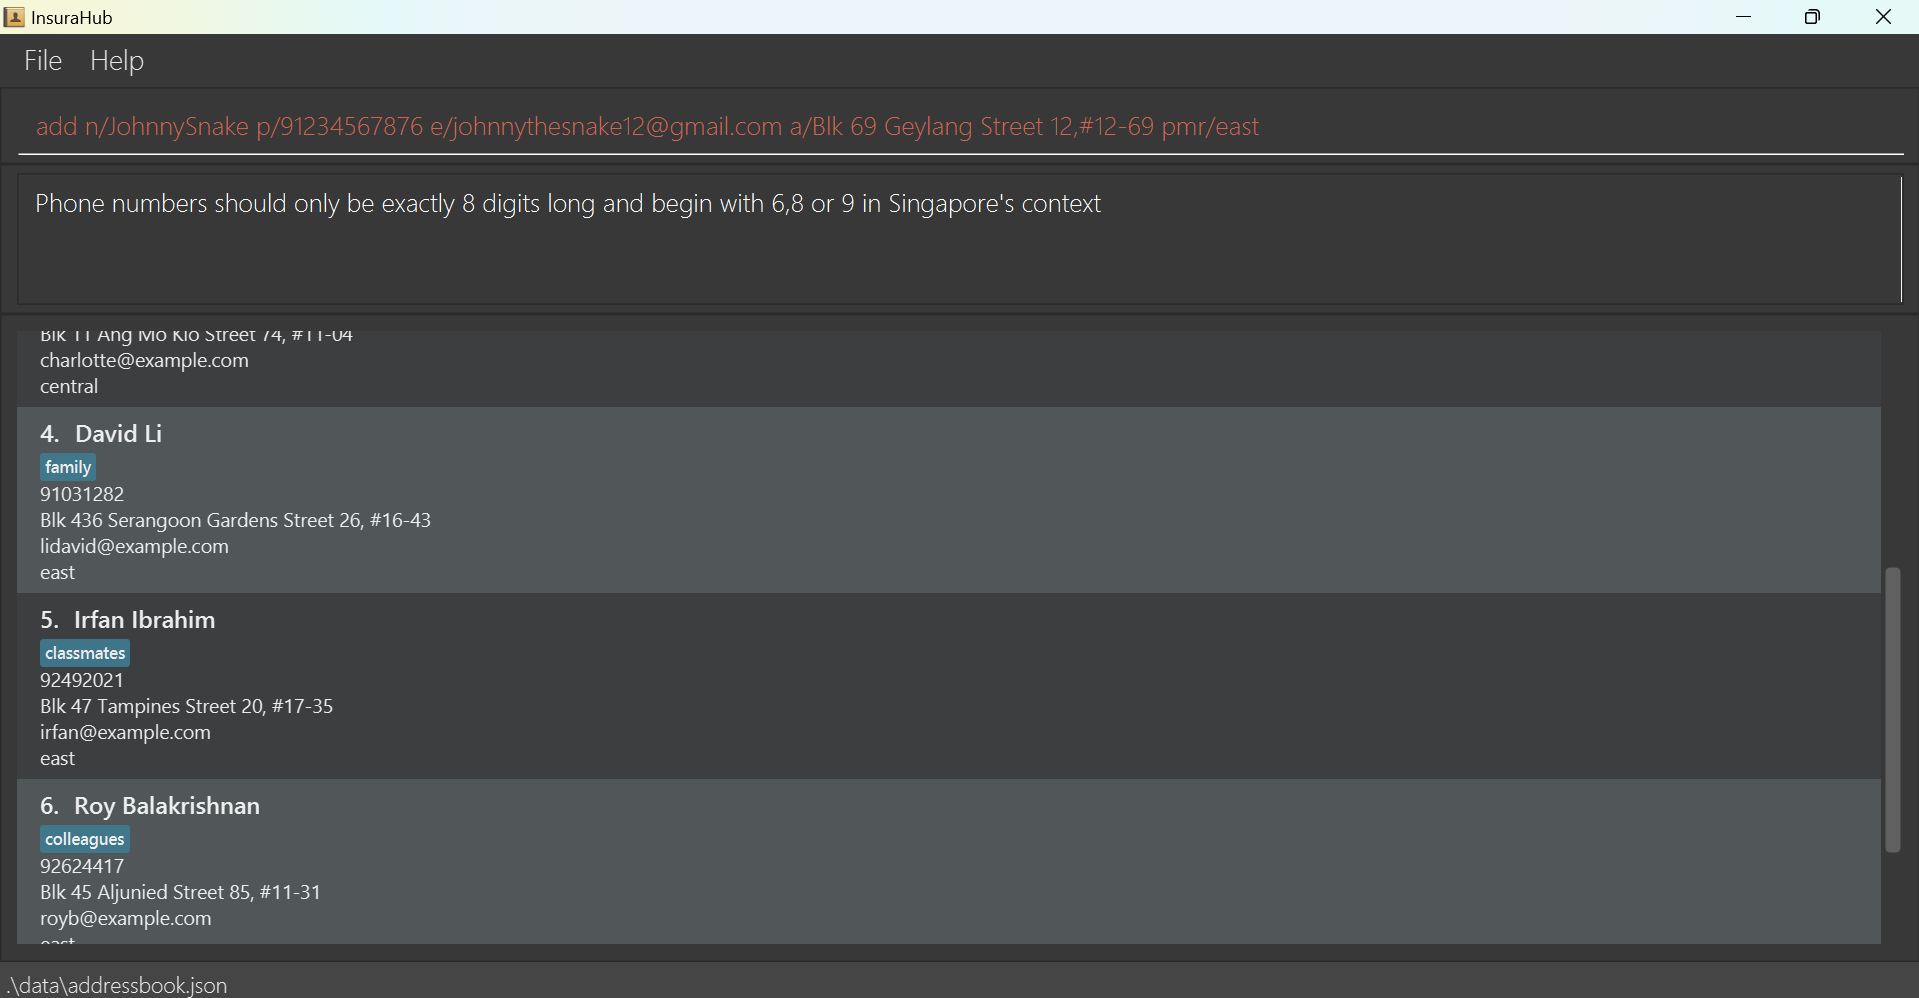 InsuraHub
File Help
add n/JohnnySnake p/91234567876 e/johnnythesnake12@gmail.com a/Blk 69 Geylang Street 12,#12-69 pmr/east
Phone numbers should only be exactly 8 digits long and begin with 6,8 or 9 in Singapore's context
Blk 11 Ang Mo Kio Street 74, #11-04
charlotte@example.com
central
4. David Li
family
91031282
Blk 436 Serangoon Gardens Street 26, #16-43
lidavid@example.com
east
5. Irfan Ibrahim
classmates
92492021
Blk 47 Tampines Street 20, #17-35
irfan@example.com
east
6. Roy Balakrishnan
colleagues
92624417
Blk 45 Aljunied Street 85, #11-31
royb@example.com
east
.\data\addressbook.json